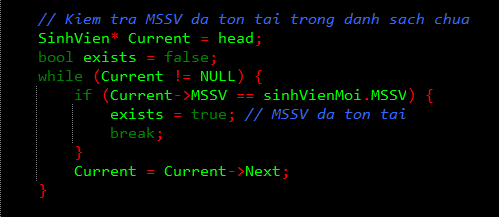 // Kiem tra MSSV da ton tai trong danh sach chua
SinhVien* Current = head;
bool exists = false;
while (Current != NULL) {
    if (Current->MSSV == sinhVienMoi.MSSV) {
        exists = true; // MSSV da ton tai
        break;
    }
    Current = Current->Next;
}